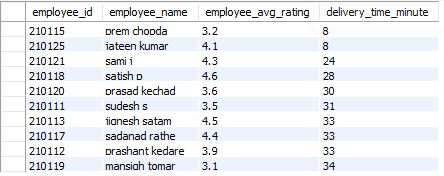 employee_id employee_name employee_avg_rating delivery_time_minute
210115 prem chopda 3.2 8
210125 jateen kumar 4.1 8
210121 sami j 4.3 24
210118 satish p 4.6 28
210120 prasad kechad 3.6 30
210111 sudesh s 3.5 31
210113 jignesh satam 4.5 33
210117 sadanad rathe 4.4 33
210112 prashant kedare 3.9 33
210119 mansigh tomar 3.1 34